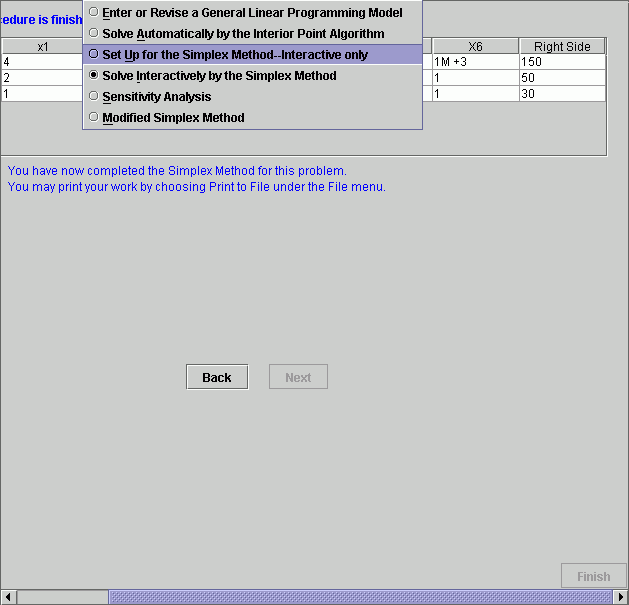 Enter or Revise a General Linear Programming Model
cedure is finish
Solve Automatically by the Interior Point Algorithm
x1 X6 Right Side
Set Up for the Simplex Method--Interactive only
4 1M +3 150
Solve Interactively by the Simplex Method
2 1 50
Sensitivity Analysis
1 1 30
Modified Simplex Method
You have now completed the Simplex Method for this problem.
You may print your work by choosing Print to File under the File menu.
Back Next
Finish